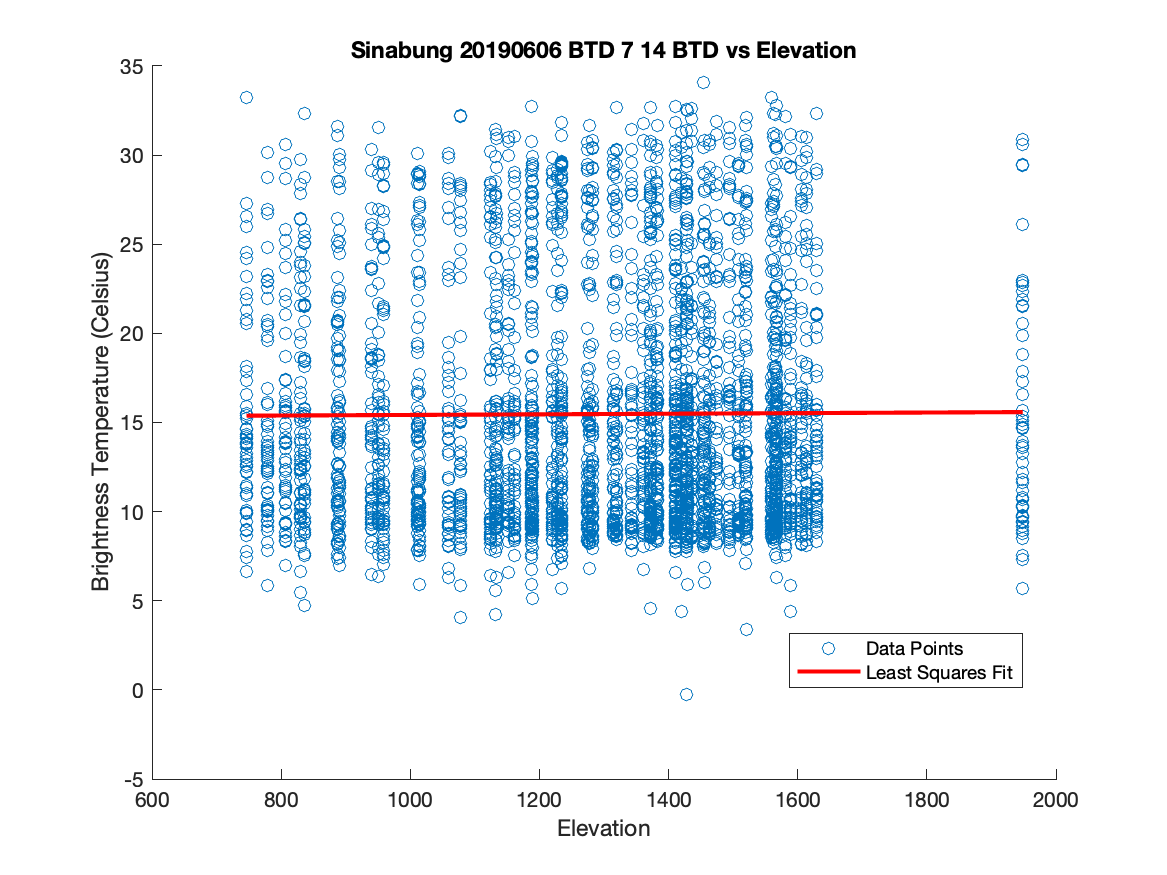 Sinabung 20190606 BTD 7 14 BTD vs Elevation
35
30
25
20
15
10
5
0
-5
Brightness Temperature (Celsius)
Data Points
Least Squares Fit
600 800 1000 1200 1400 1600 1800 2000
Elevation